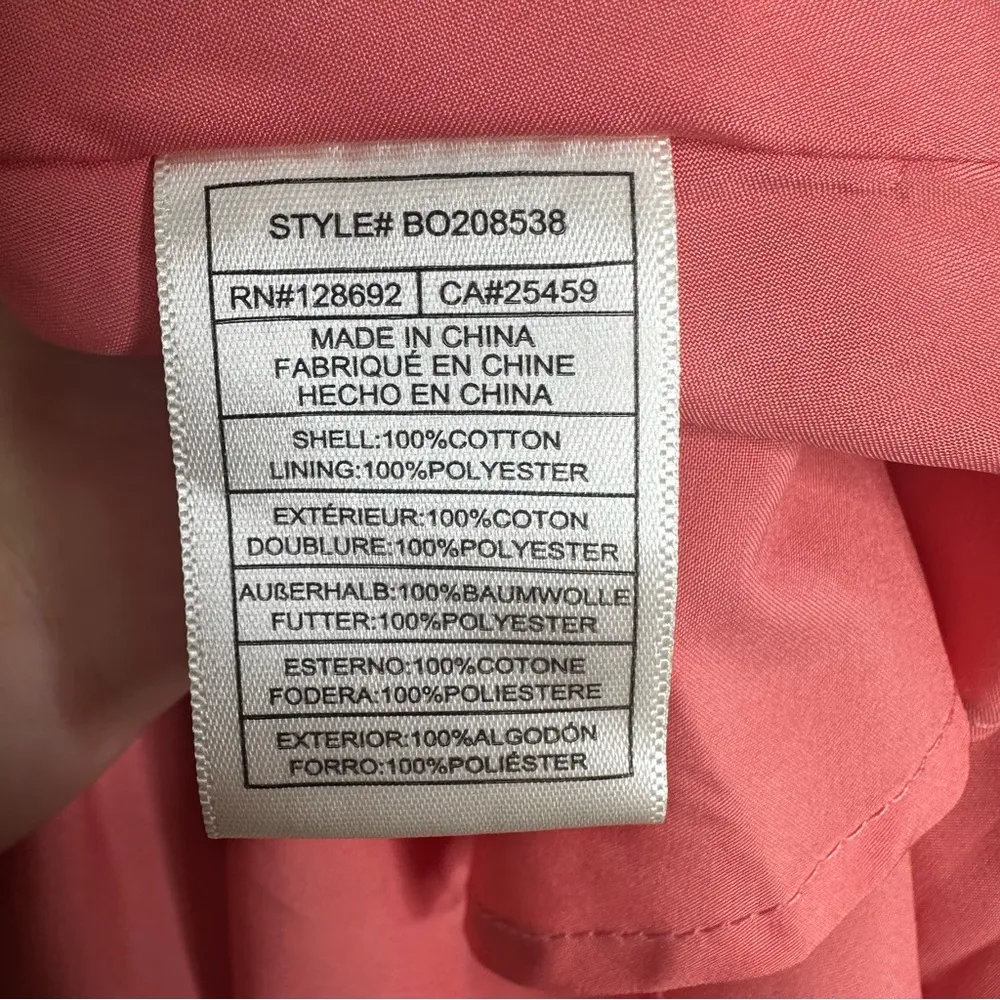 STYLE# BO208538
RN#128692 CA#25459
MADE IN CHINA
FABRIQUÉ EN CHINE
HECHO EN CHINA
SHELL:100%COTTON
LINING:100%POLYESTER
EXTÉRIEUR:100%COTON
DOUBLURE:100%POLYESTER
AUßERHALB:100%BAUMWOLLE
FUTTER:100%POLYESTER
ESTERNO:100%COTONE
FODERA:100%POLIESTERE
EXTERIOR:100%ALGODÓN
FORRO:100%POLIÉSTER